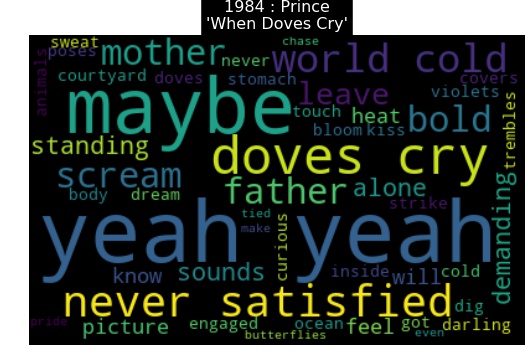 1984 : Prince
'When Doves Cry'
sweat
poses
mother
never
chase
world cold
animals
courtyard
doves
stomach
covers
maybe
leave
violets
touch
heat
bold
bloom
kiss
trembles
standing
doves cry
scream
father
alone
body
dream
strike
demanding
yeah yeah
tied
make
curious
know
sounds
inside
will
cold
never satisfied
dig
pride
picture
engaged
ocean
feel
got
darling
butterflies
even